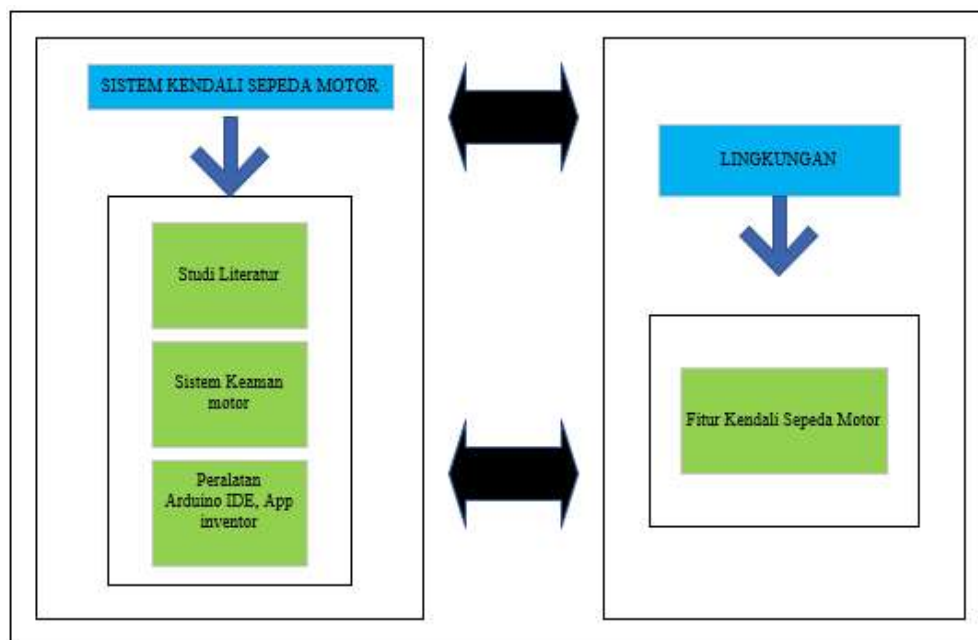 SISTEM KENDALI SEPEDA MOTOR
Studi Literatur
Sistem Keaman
motor
Peralatan
Arduino IDE, App
inventor
LINGKUNGAN
Fitur Kendali Sepeda Motor